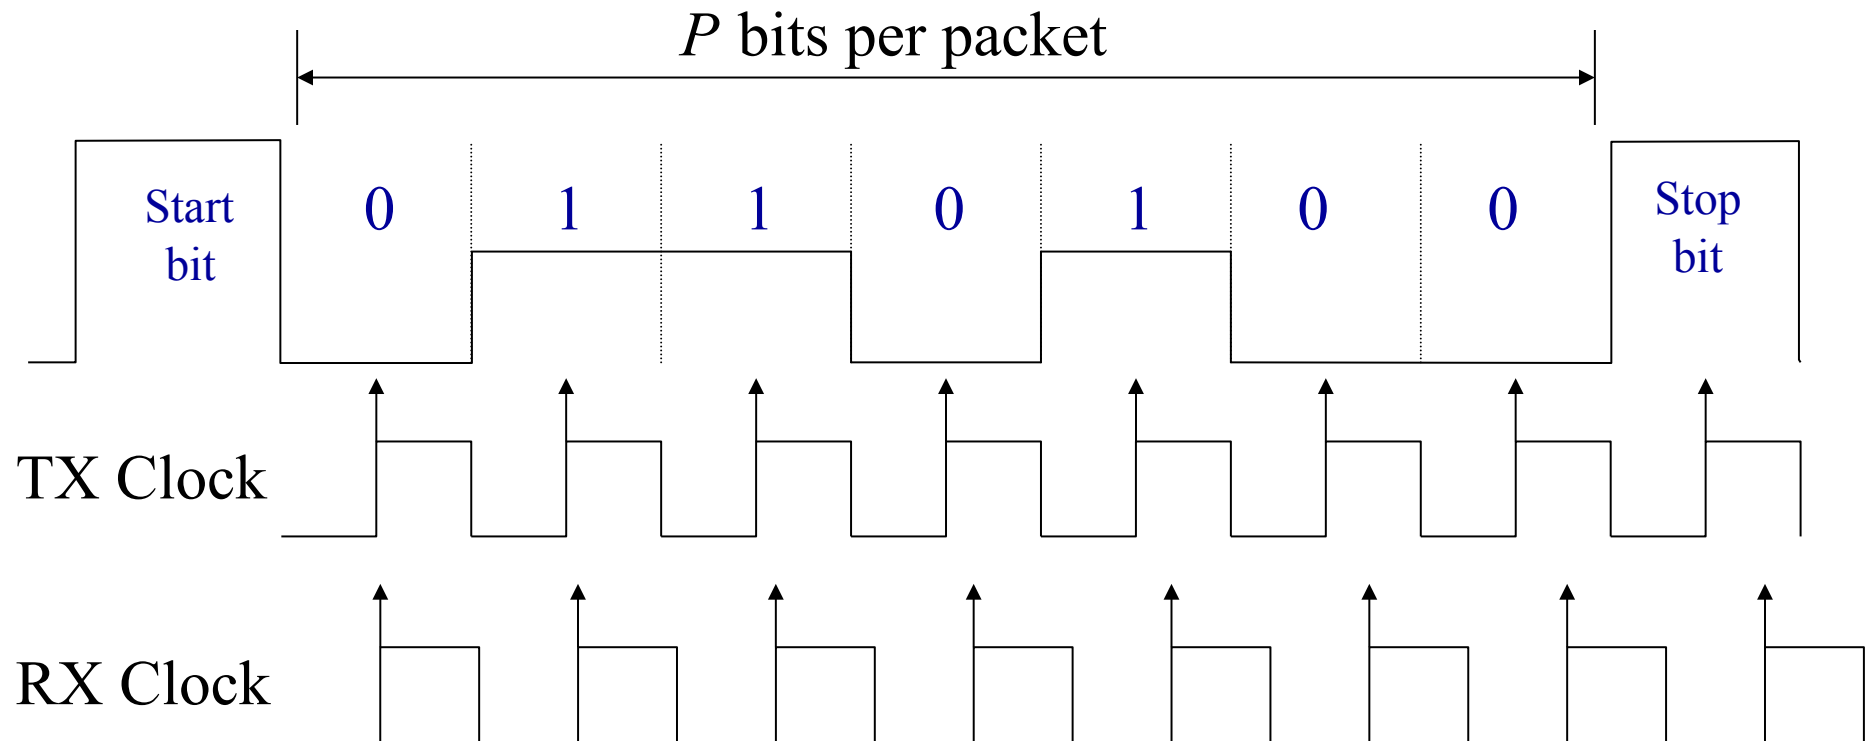 P bits per packet
Start
bit
0 1 1 0 1 0 0
Stop
bit
TX Clock
RX Clock